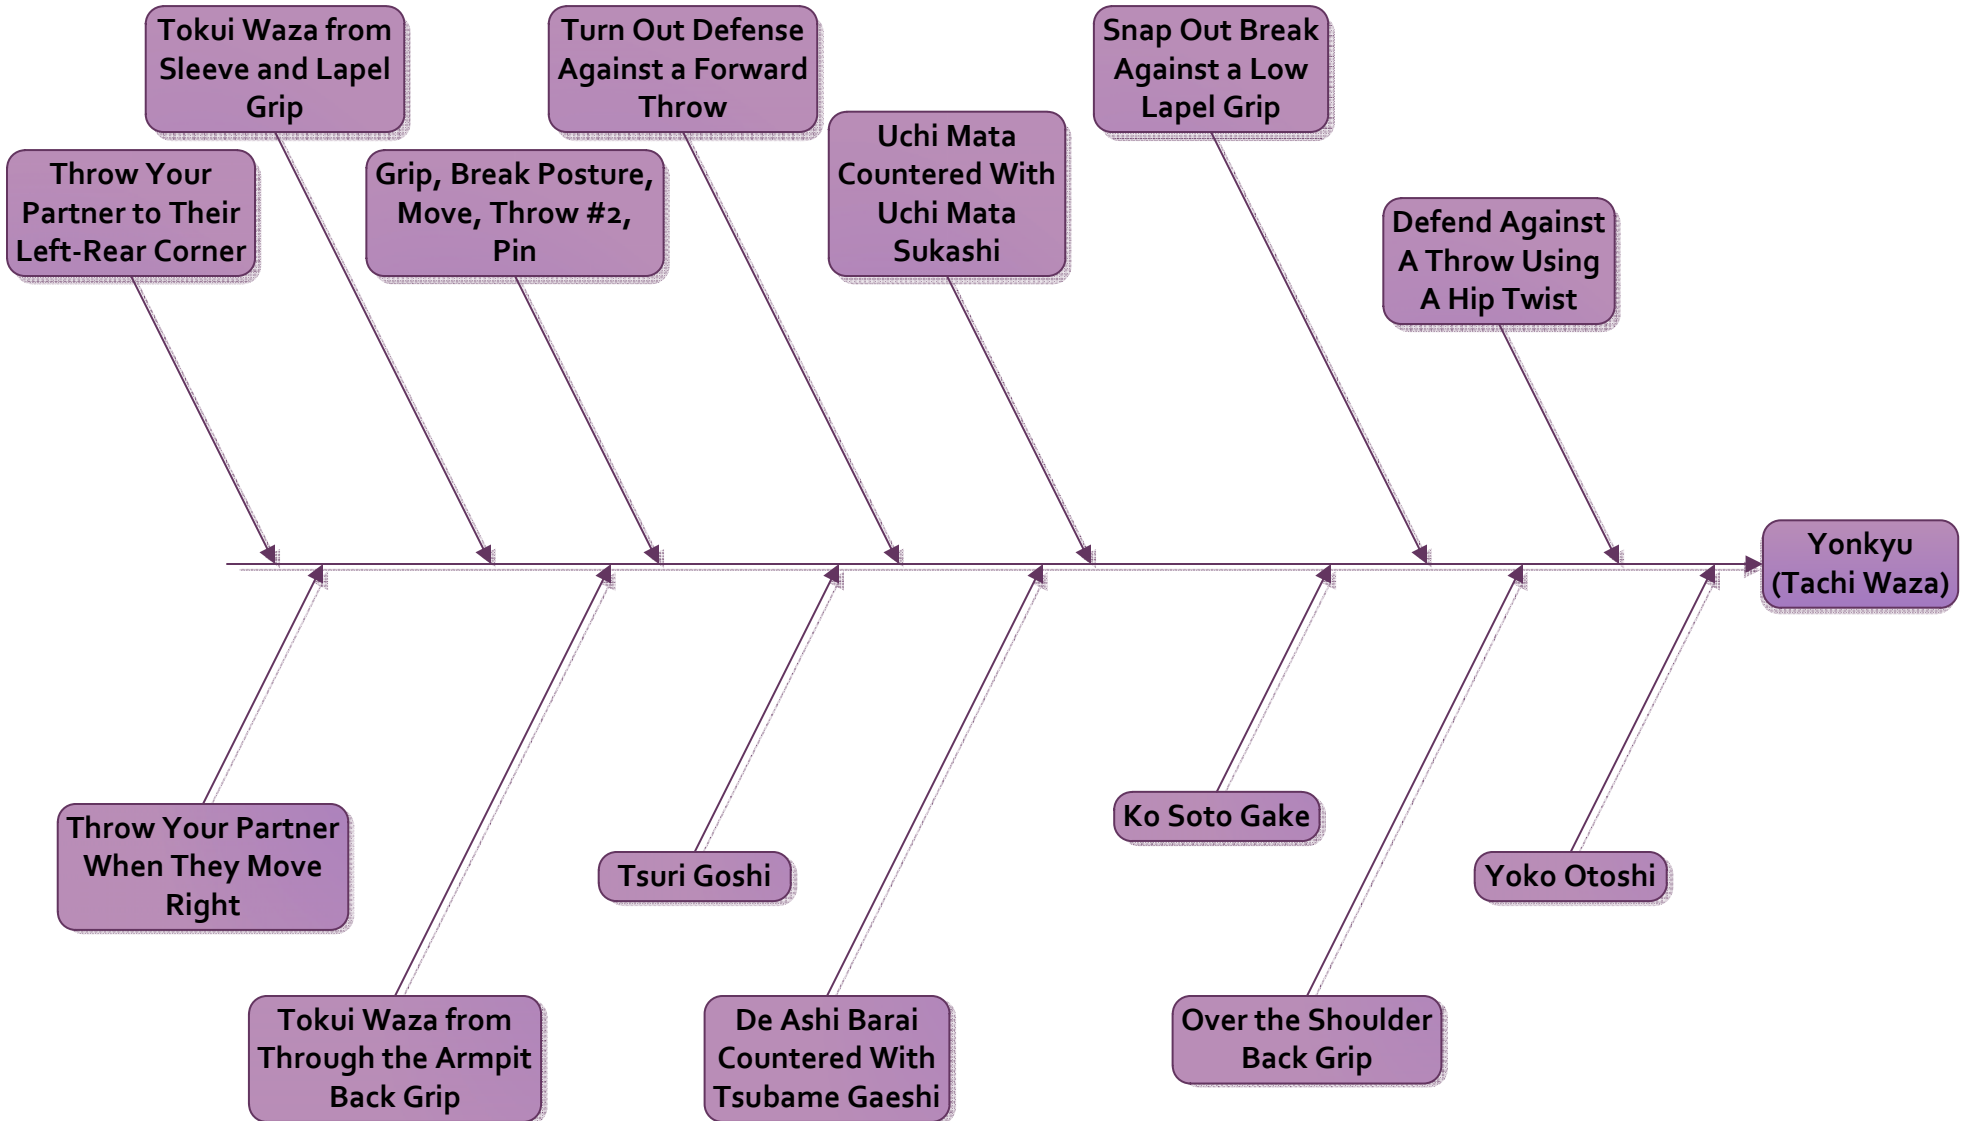 Tokui Waza from
Sleeve and Lapel
Grip
Turn Out Defense
Against a Forward
Throw
Snap Out Break
Against a Low
Lapel Grip
Throw Your
Partner to Their
Left-Rear Corner
Grip, Break Posture,
Move, Throw #2,
Pin
Uchi Mata
Countered With
Uchi Mata
Sukashi
Defend Against
A Throw Using
A Hip Twist
Yonkyu
(Tachi Waza)
Throw Your Partner
When They Move
Right
Tsuri Goshi
Ko Soto Gake
Yoko Otoshi
Tokui Waza from
Through the Armpit
Back Grip
De Ashi Barai
Countered With
Tsubame Gaeshi
Over the Shoulder
Back Grip